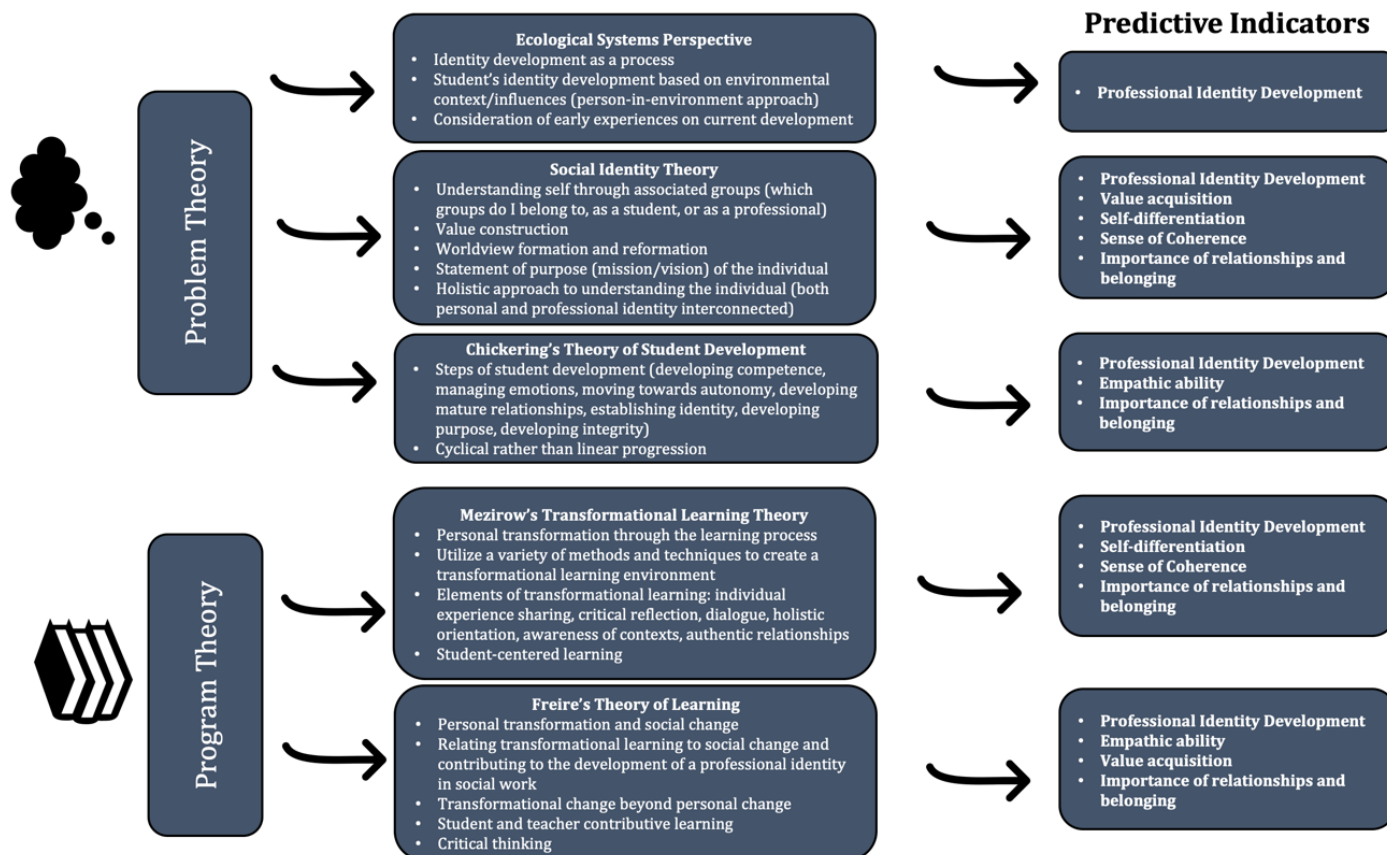 Predictive Indicators
Problem Theory
Ecological Systems Perspective
• Identity development as a process
• Student's identity development based on environmental
context/influences (person-in-environment approach)
• Consideration of early experiences on current development
• Professional Identity Development
Social Identity Theory
• Understanding self through associated groups (which
groups do I belong to, as a student, or as a professional)
• Value construction
• Worldview formation and reformation
• Statement of purpose (mission/vision) of the individual
• Holistic approach to understanding the individual (both
personal and professional identity interconnected)
• Professional Identity Development
• Value acquisition
• Self-differentiation
• Sense of Coherence
• Importance of relationships and
belonging
Chickering's Theory of Student Development
• Steps of student development (developing competence,
managing emotions, moving towards autonomy, developing
mature relationships, establishing identity, developing
purpose, developing integrity)
• Cyclical rather than linear progression
• Professional Identity Development
• Empathic ability
• Importance of relationships and
belonging
Program Theory
Mezirow's Transformational Learning Theory
• Personal transformation through the learning process
• Utilize a variety of methods and techniques to create a
transformational learning environment
• Elements of transformational learning: individual
experience sharing, critical reflection, dialogue, holistic
orientation, awareness of contexts, authentic relationships
• Student-centered learning
• Professional Identity Development
• Self-differentiation
• Sense of Coherence
• Importance of relationships and
belonging
Freire's Theory of Learning
• Personal transformation and social change
• Relating transformational learning to social change and
contributing to the development of a professional identity
in social work
• Transformational change beyond personal change
• Student and teacher contributive learning
• Critical thinking
• Professional Identity Development
• Empathic ability
• Value acquisition
• Importance of relationships and
belonging